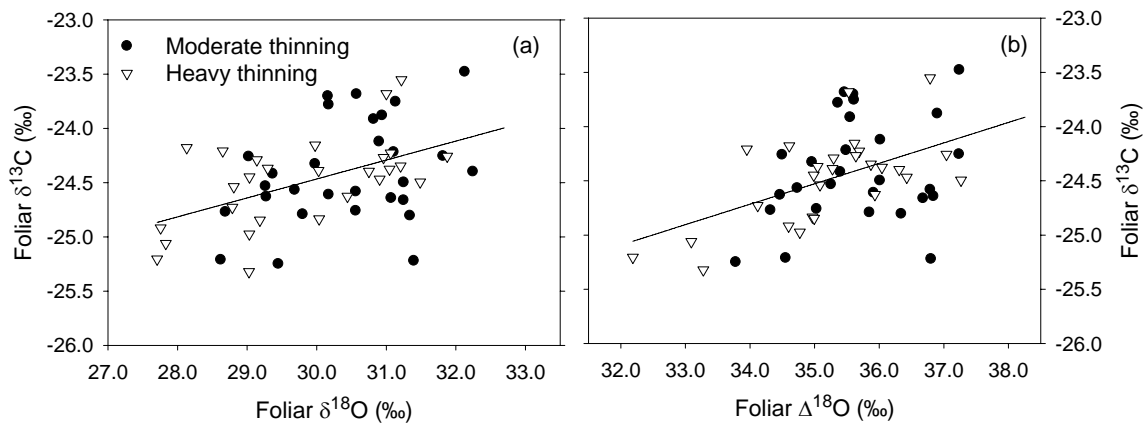 -23.0
-23.5
-24.0
-24.5
-25.0
-25.5
-26.0
Foliar δ13C (‰)
Moderate thinning
Heavy thinning
(a)
27.0 28.0 29.0 30.0 31.0 32.0 33.0
Foliar δ18O (‰)
(b)
32.0 33.0 34.0 35.0 36.0 37.0 38.0
Foliar Δ18O (‰)
-23.0
-23.5
-24.0
-24.5
-25.0
-25.5
-26.0
Foliar δ13C (‰)